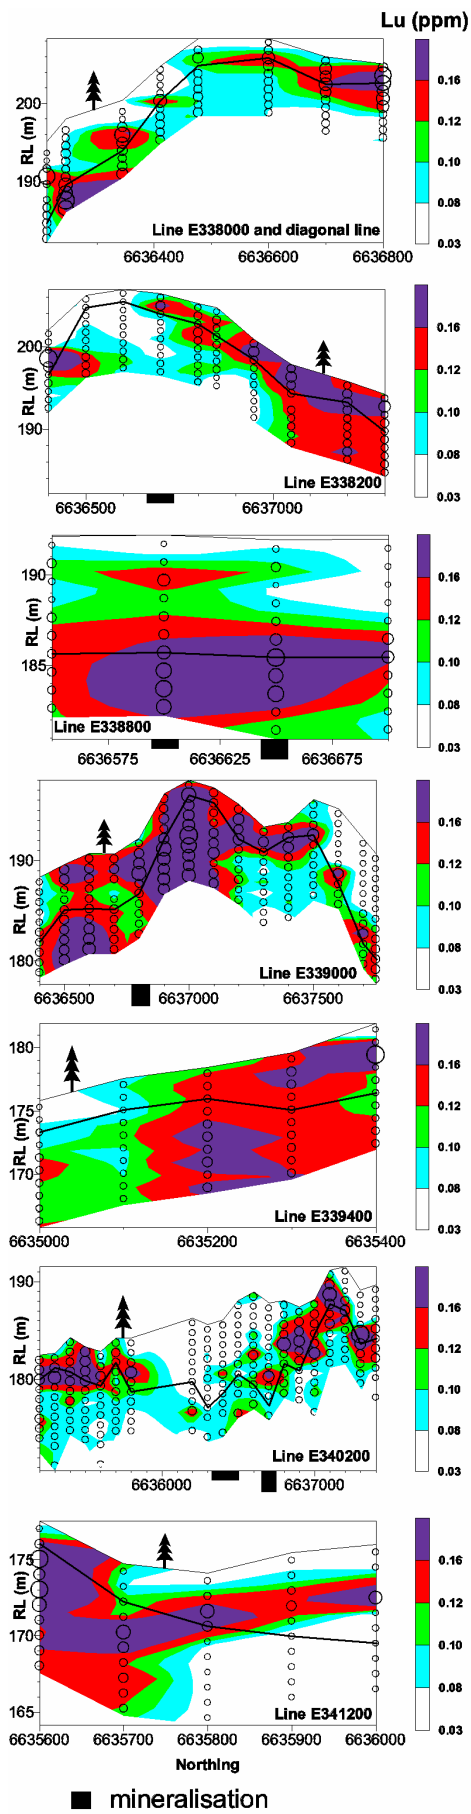 Lu (ppm)
RL (m)
200
190
0.16
0.12
0.10
0.08
0.03
Line E338000 and diagonal line
6636400 6636600 6636800
RL (m)
200
190
0.16
0.12
0.10
0.08
0.03
Line E338200
6636500 6637000
RL (m)
190
185
0.16
0.12
0.10
0.08
0.03
Line E338800
6636575 6636625 6636675
RL (m)
190
180
0.16
0.12
0.10
0.08
0.03
Line E339000
6636500 6637000 6637500
RL (m)
180
175
170
0.16
0.12
0.10
0.08
0.03
Line E339400
6635000 6635200 6635400
RL (m)
190
180
0.16
0.12
0.10
0.08
0.03
Line E340200
6636000 6637000
RL (m)
175
170
165
0.16
0.12
0.10
0.08
0.03
Line E341200
6635600 6635700 6635800 6635900 6636000
Northing
mineralisation